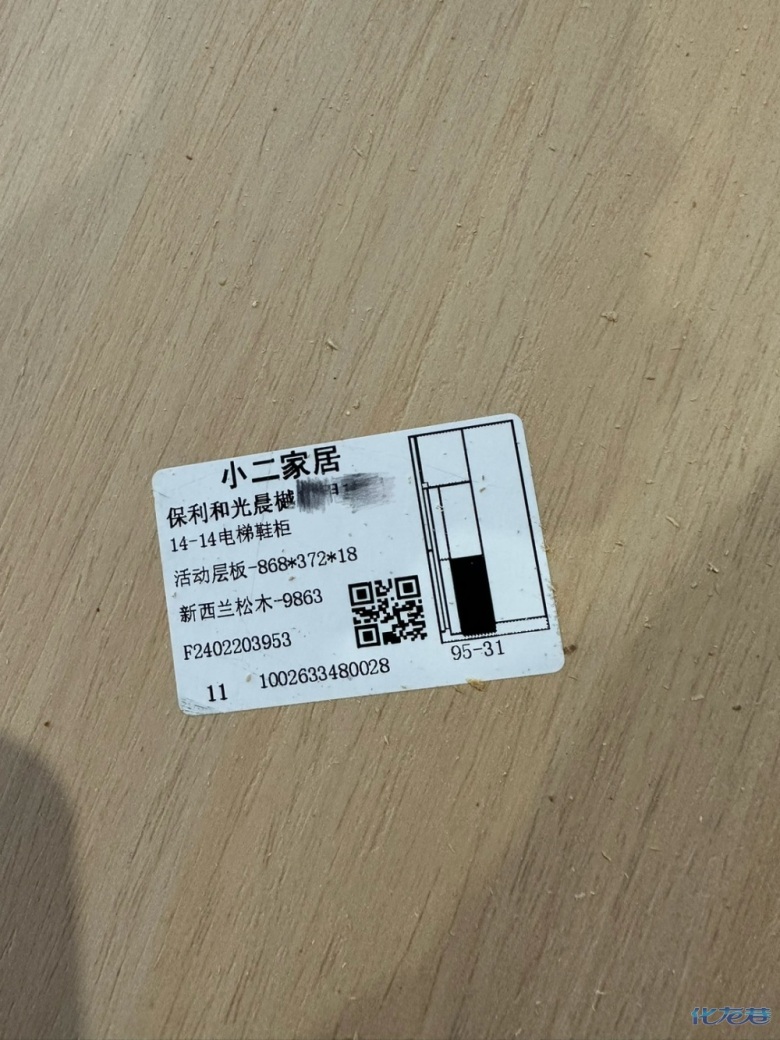 小二家居
保利和光晨樾
14-14电梯鞋柜
活动层板-868*372*18
新西兰松木-9863
F2402203953
11 1002633480028
95-31
化龙巷